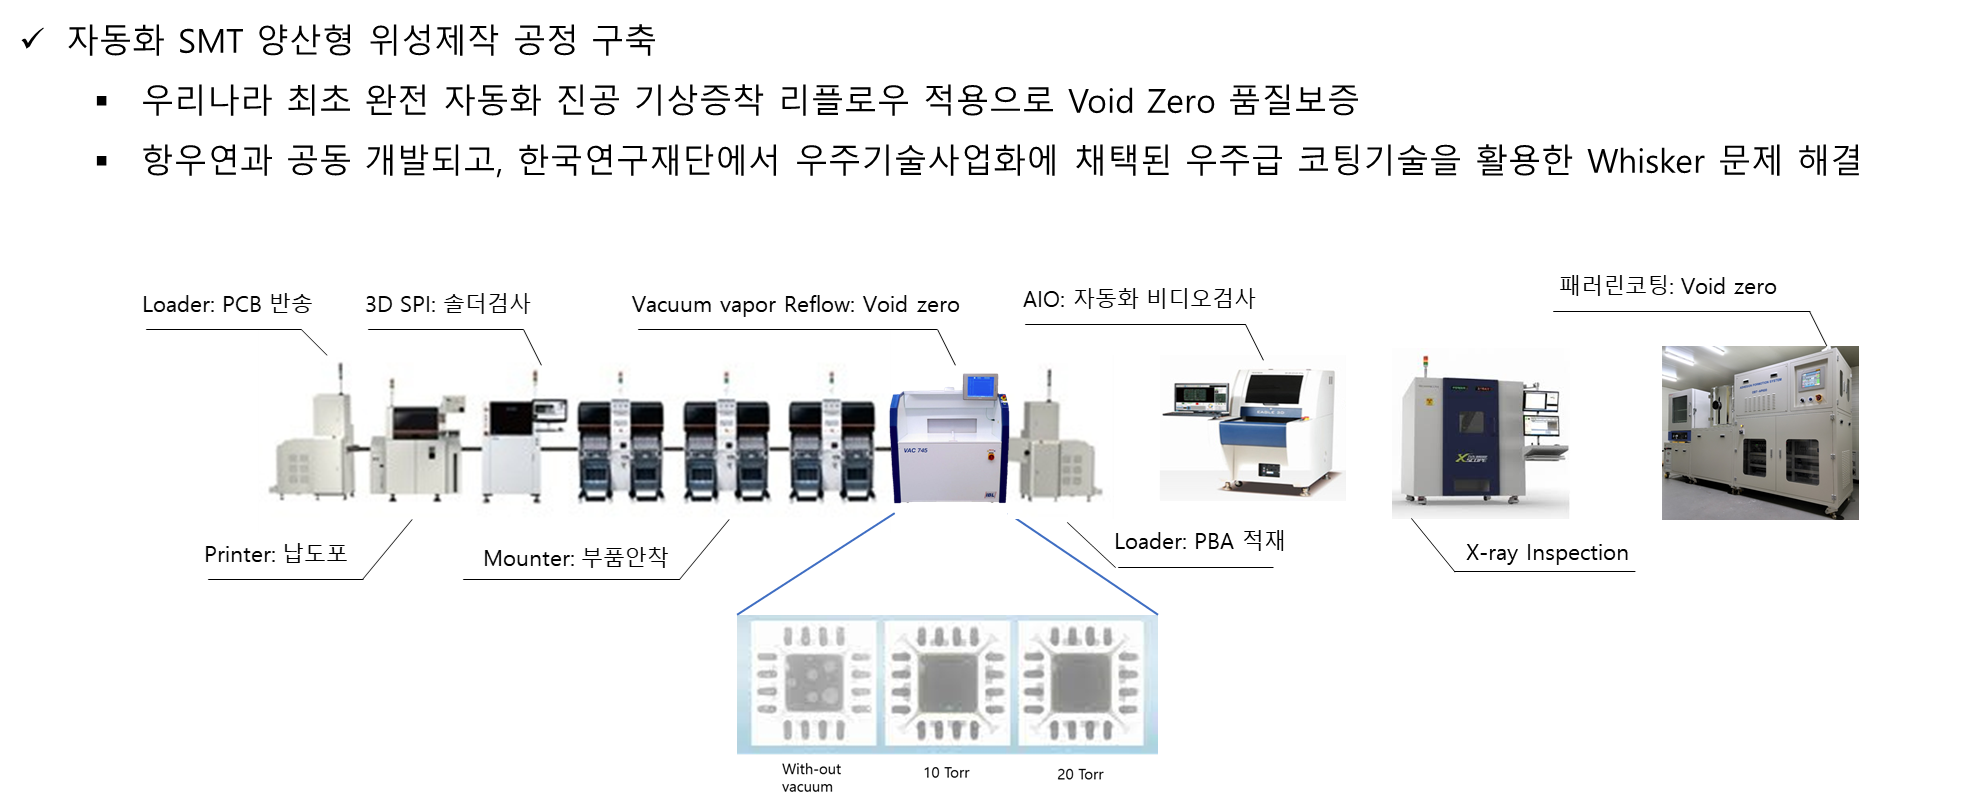 ✓ 자동화 SMT 양산형 위성제작 공정 구축
▪ 우리나라 최초 완전 자동화 진공 기상증착 리플로우 적용으로 Void Zero 품질보증
▪ 항우연과 공동 개발되고, 한국연구재단에서 우주기술사업화에 채택된 우주급 코팅기술을 활용한 Whisker 문제 해결
Loader: PCB 반송
3D SPI: 솔더검사
Vacuum vapor Reflow: Void zero
AIO: 자동화 비디오검사
패러린코팅: Void zero
VAC 745
IBL
EAGLE 3D
XSCOPE
Printer: 납도포
Mounter: 부품안착
Loader: PBA 적재
X-ray Inspection
With-out
vacuum
10 Torr
20 Torr